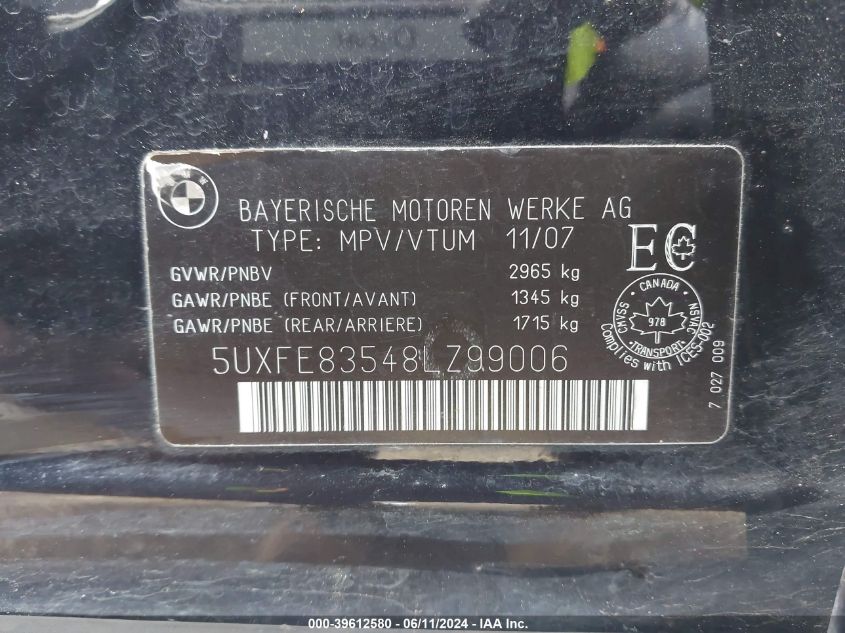 BMW
BAYERISCHE MOTOREN WERKE AG
TYPE: MPV/VTUM 11/07
GVWR/PNBV 2965 kg
GAWR/PNBE (FRONT/AVANT) 1345 kg
GAWR/PNBE (REAR/ARRIERE) 1715 kg
5UXFE83548LZ99006
EC
CANADA
CMVSS
NSVAC
978
TRANSPORT
Complies with ICES-002
7 027 009
000-39612580 - 06/11/2024 - IAA Inc.